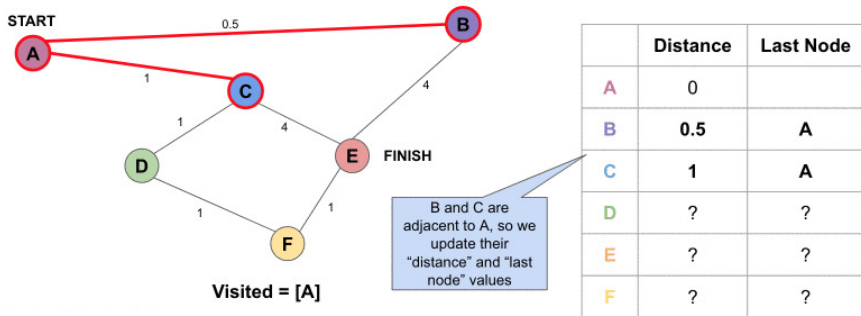 START
A
0.5
B
1
C
1
4
4
D
E
FINISH
1
1
F
Visited = [A]
B and C are
adjacent to A, so we
update their
“distance” and “last
node” values
Distance Last Node
A 0
B 0.5 A
C 1 A
D ? ?
E ? ?
F ? ?